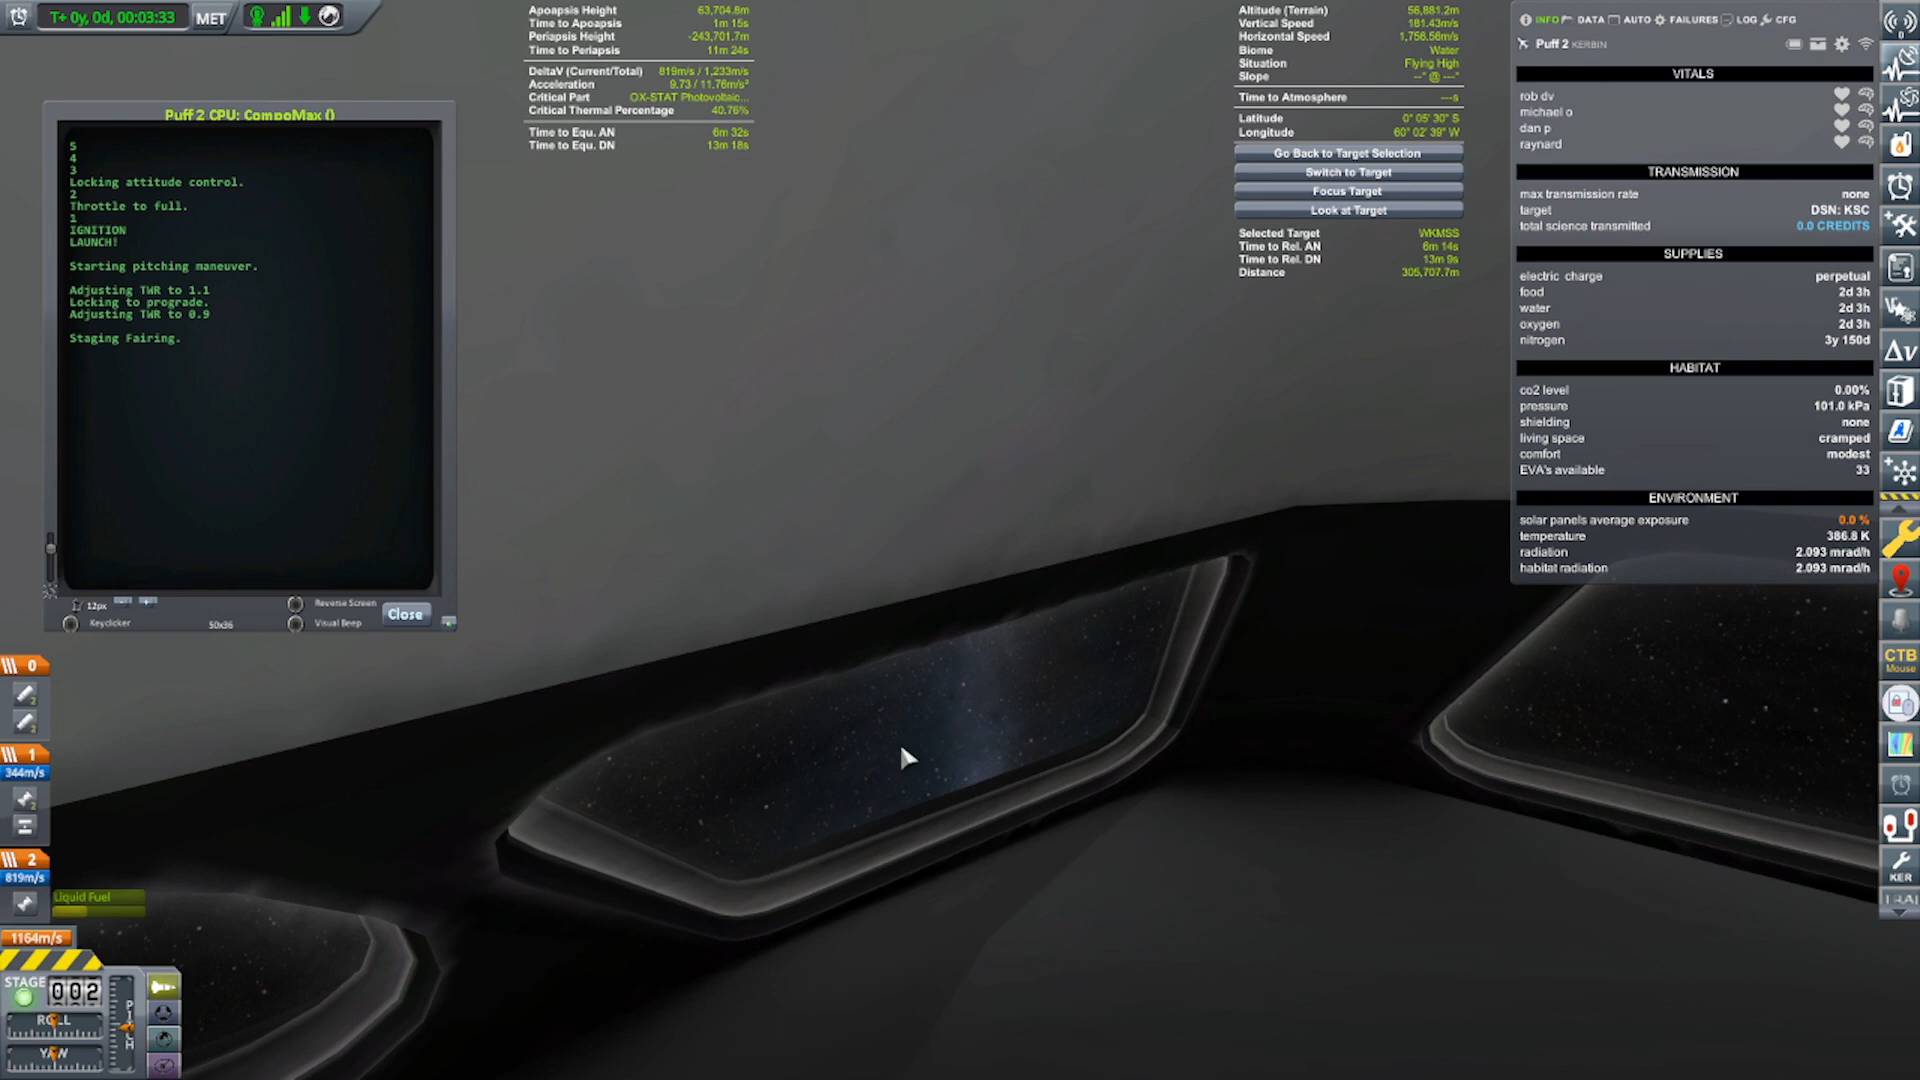 T+ 0y, 0d, 00:03:33 MET
Puff 2 CPU: CompoMax ()
5
4
3
Locking attitude control.
2
Throttle to full.
1
IGNITION
LAUNCH!
Starting pitching maneuver.
Adjusting TWR to 1.1
Locking to prograde.
Adjusting TWR to 0.9
Staging Fairing.
12px
Keyclicker
50x36
Reverse Screen
Visual Beep
Close
Apoapsis Height 63,704.8m
Time to Apoapsis 1m 15s
Periapsis Height -243,701.7m
Time to Periapsis 11m 24s
DeltaV (Current/Total) 819m/s / 1,233m/s
Acceleration 9.73 / 11.76m/s²
Critical Part OX-STAT Photovoltaic...
Critical Thermal Percentage 40.76%
Time to Equ. AN 6m 32s
Time to Equ. DN 13m 18s
Altitude (Terrain) 56,881.2m
Vertical Speed 181.43m/s
Horizontal Speed 1,756.56m/s
Biome Water
Situation Flying High
Slope --° @ ---°
Time to Atmosphere ---s
Latitude 0° 05' 30" S
Longitude 60° 02' 39" W
Go Back to Target Selection
Switch to Target
Focus Target
Look at Target
Selected Target WKMSS
Time to Rel. AN 6m 14s
Time to Rel. DN 13m 9s
Distance 305,707.7m
INFO DATA AUTO FAILURES LOG CFG
Puff 2 KERBIN
VITALS
rob dv
michael o
dan p
raynard
TRANSMISSION
max transmission rate none
target DSN: KSC
total science transmitted 0.0 CREDITS
SUPPLIES
electric charge perpetual
food 2d 3h
water 2d 3h
oxygen 2d 3h
nitrogen 3y 150d
HABITAT
co2 level 0.00%
pressure 101.0 kPa
shielding none
living space cramped
comfort modest
EVA's available 33
ENVIRONMENT
solar panels average exposure 0.0 %
temperature 386.8 K
radiation 2.093 mrad/h
habitat radiation 2.093 mrad/h
0
2
2
1
344m/s
2
2
819m/s
Liquid Fuel
1164m/s
STAGE 002
ROLL
YAW
PITCH
0
Δv
CTB
Mouse
KER